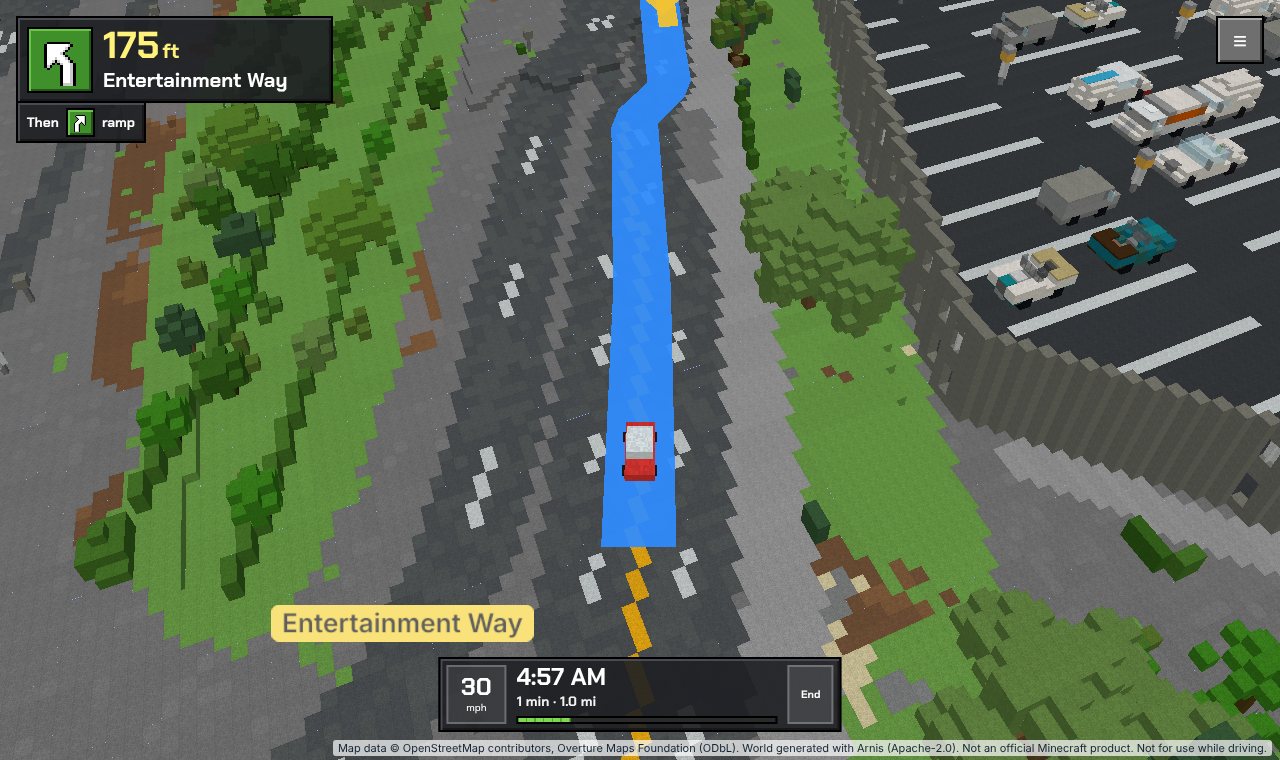 175 ft
Entertainment Way
Then ramp
Entertainment Way
30
mph
4:57 AM
1 min · 1.0 mi
End
Map data © OpenStreetMap contributors, Overture Maps Foundation (ODbL). World generated with Arnis (Apache-2.0). Not an official Minecraft product. Not for use while driving.